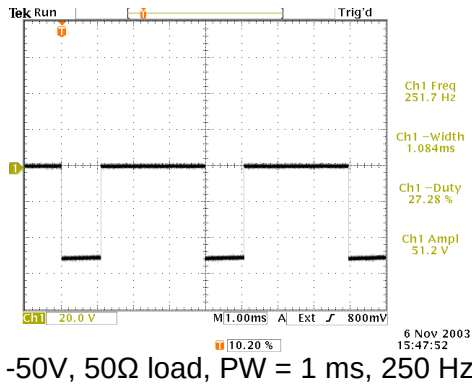 Tek Run Trig'd
T
T
Ch1 Freq
251.7 Hz
Ch1 −Width
1.084ms
1
Ch1 −Duty
27.28 %
Ch1 Ampl
51.2 V
Ch1 20.0 V M 1.00ms A Ext ƒ 800mV
T 10.20 %
6 Nov 2003
15:47:52
-50V, 50Ω load, PW = 1 ms, 250 Hz